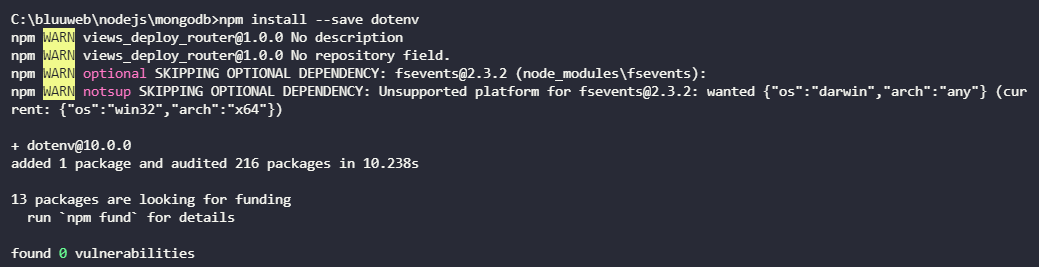 C:\bluuweb\nodejs\mongodb>npm install --save dotenv
npm WARN views_deploy_router@1.0.0 No description
npm WARN views_deploy_router@1.0.0 No repository field.
npm WARN optional SKIPPING OPTIONAL DEPENDENCY: fsevents@2.3.2 (node_modules\fsevents):
npm WARN notsup SKIPPING OPTIONAL DEPENDENCY: Unsupported platform for fsevents@2.3.2: wanted {"os":"darwin","arch":"any"} (cur
rent: {"os":"win32","arch":"x64"})
+ dotenv@10.0.0
added 1 package and audited 216 packages in 10.238s
13 packages are looking for funding
  run `npm fund` for details
found 0 vulnerabilities